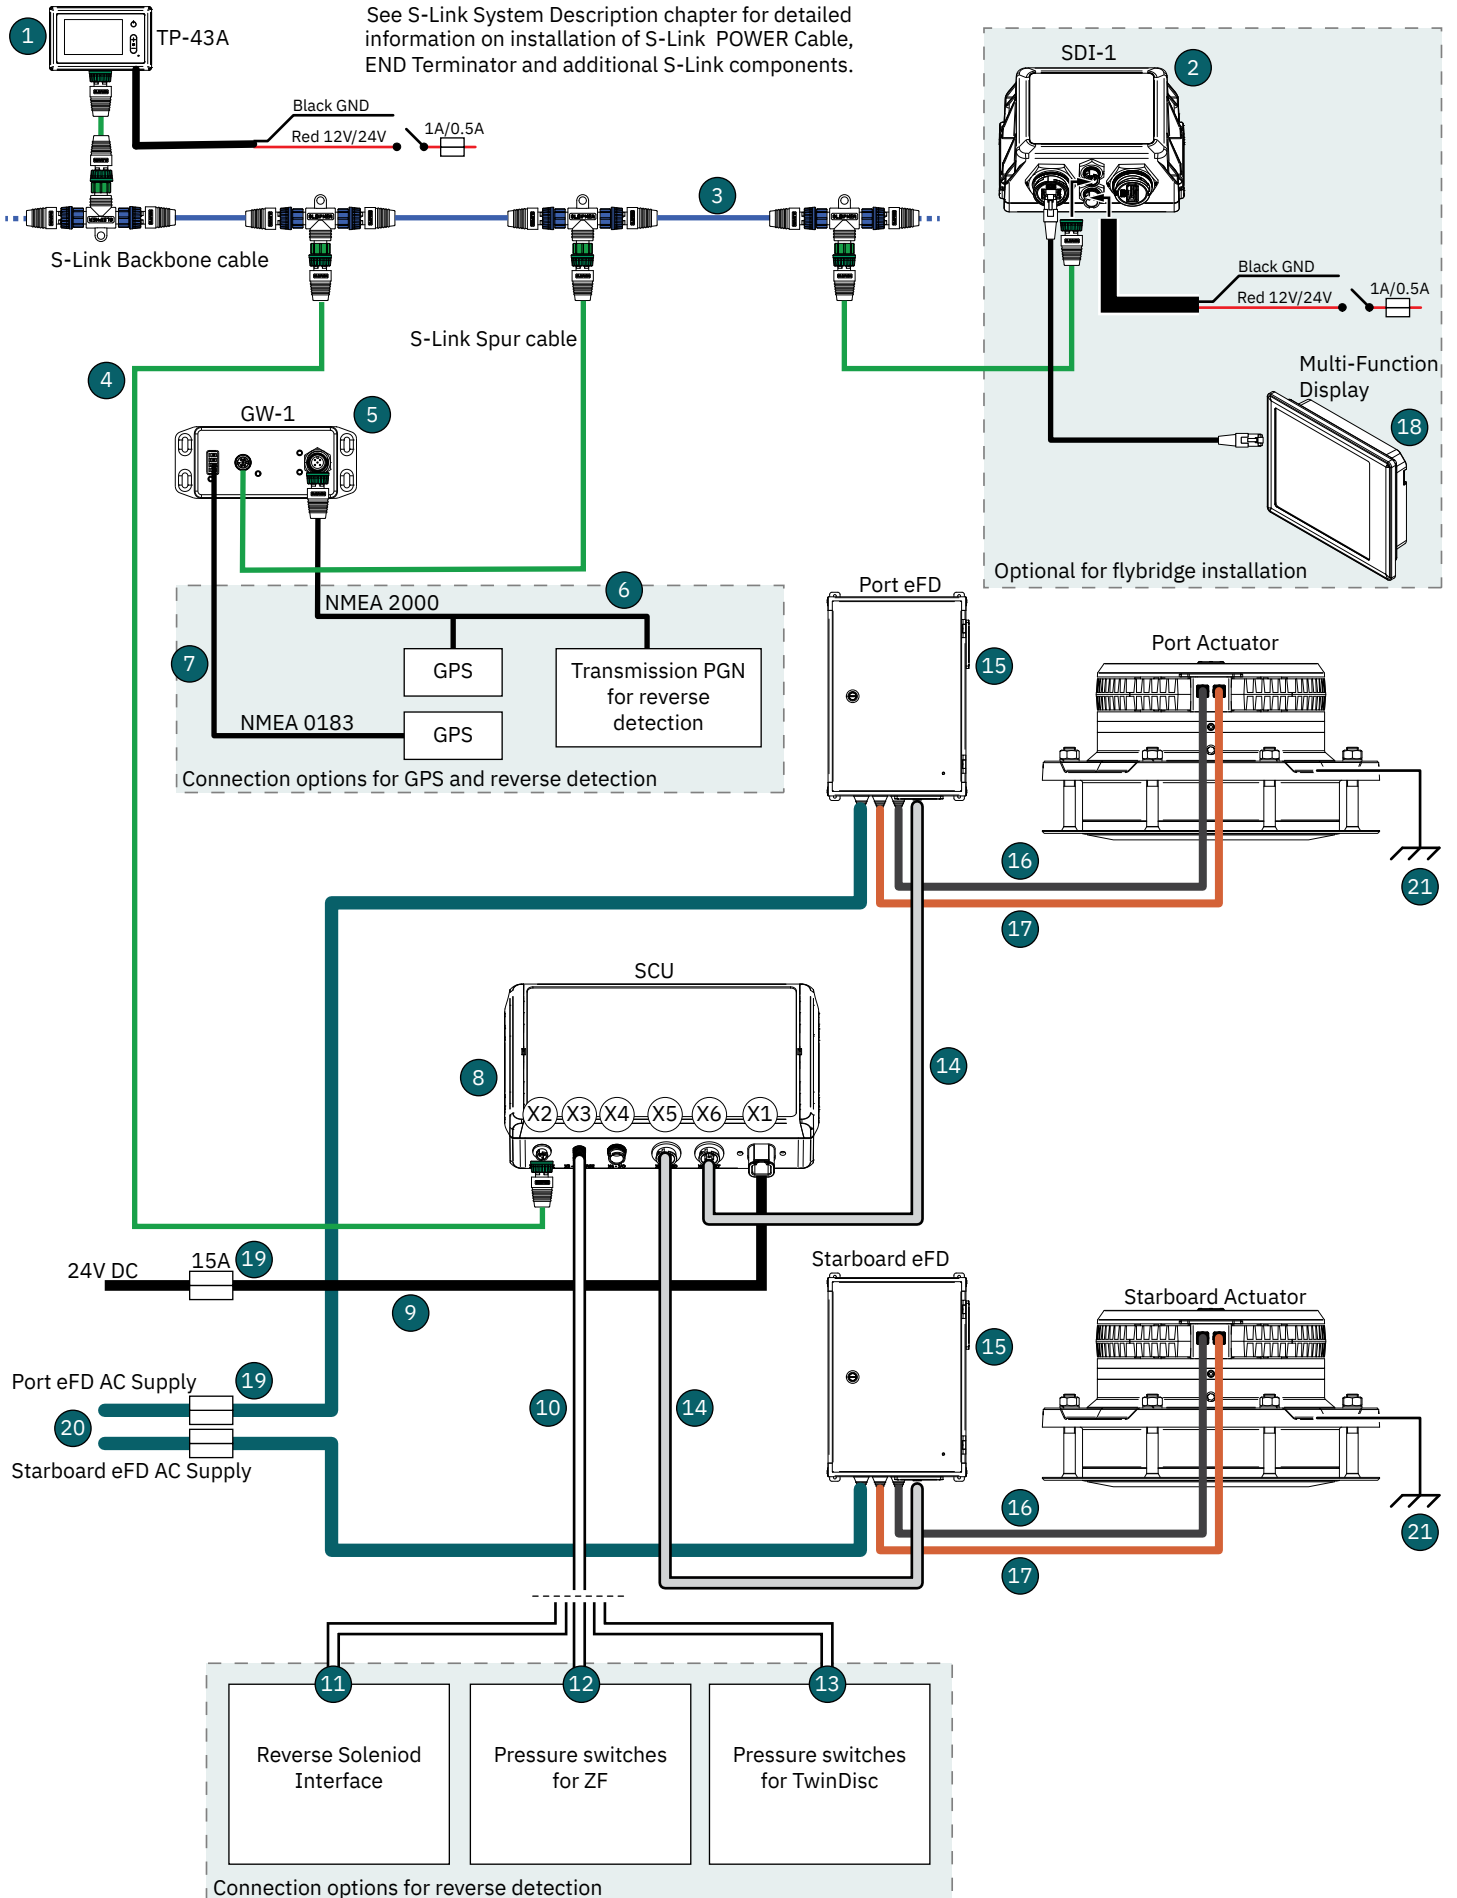 See S-Link System Description chapter for detailed
information on installation of S-Link POWER Cable,
END Terminator and additional S-Link components.
1
TP-43A
SDI-1
2
Black GND
Red 12V/24V
1A/0.5A
3
S-Link Backbone cable
Black GND
Red 12V/24V
1A/0.5A
S-Link Spur cable
4
Multi-Function
Display
18
GW-1
5
Optional for flybridge installation
6
NMEA 2000
7
GPS
Transmission PGN
for reverse
detection
NMEA 0183
GPS
Connection options for GPS and reverse detection
Port eFD
15
Port Actuator
16
17
21
SCU
8
14
X2
X3
X4
X5
X6
X1
24V DC
15A
19
9
Starboard eFD
15
Starboard Actuator
Port eFD AC Supply
19
20
Starboard eFD AC Supply
10
14
16
17
21
11
12
13
Reverse Soleniod
Interface
Pressure switches
for ZF
Pressure switches
for TwinDisc
Connection options for reverse detection